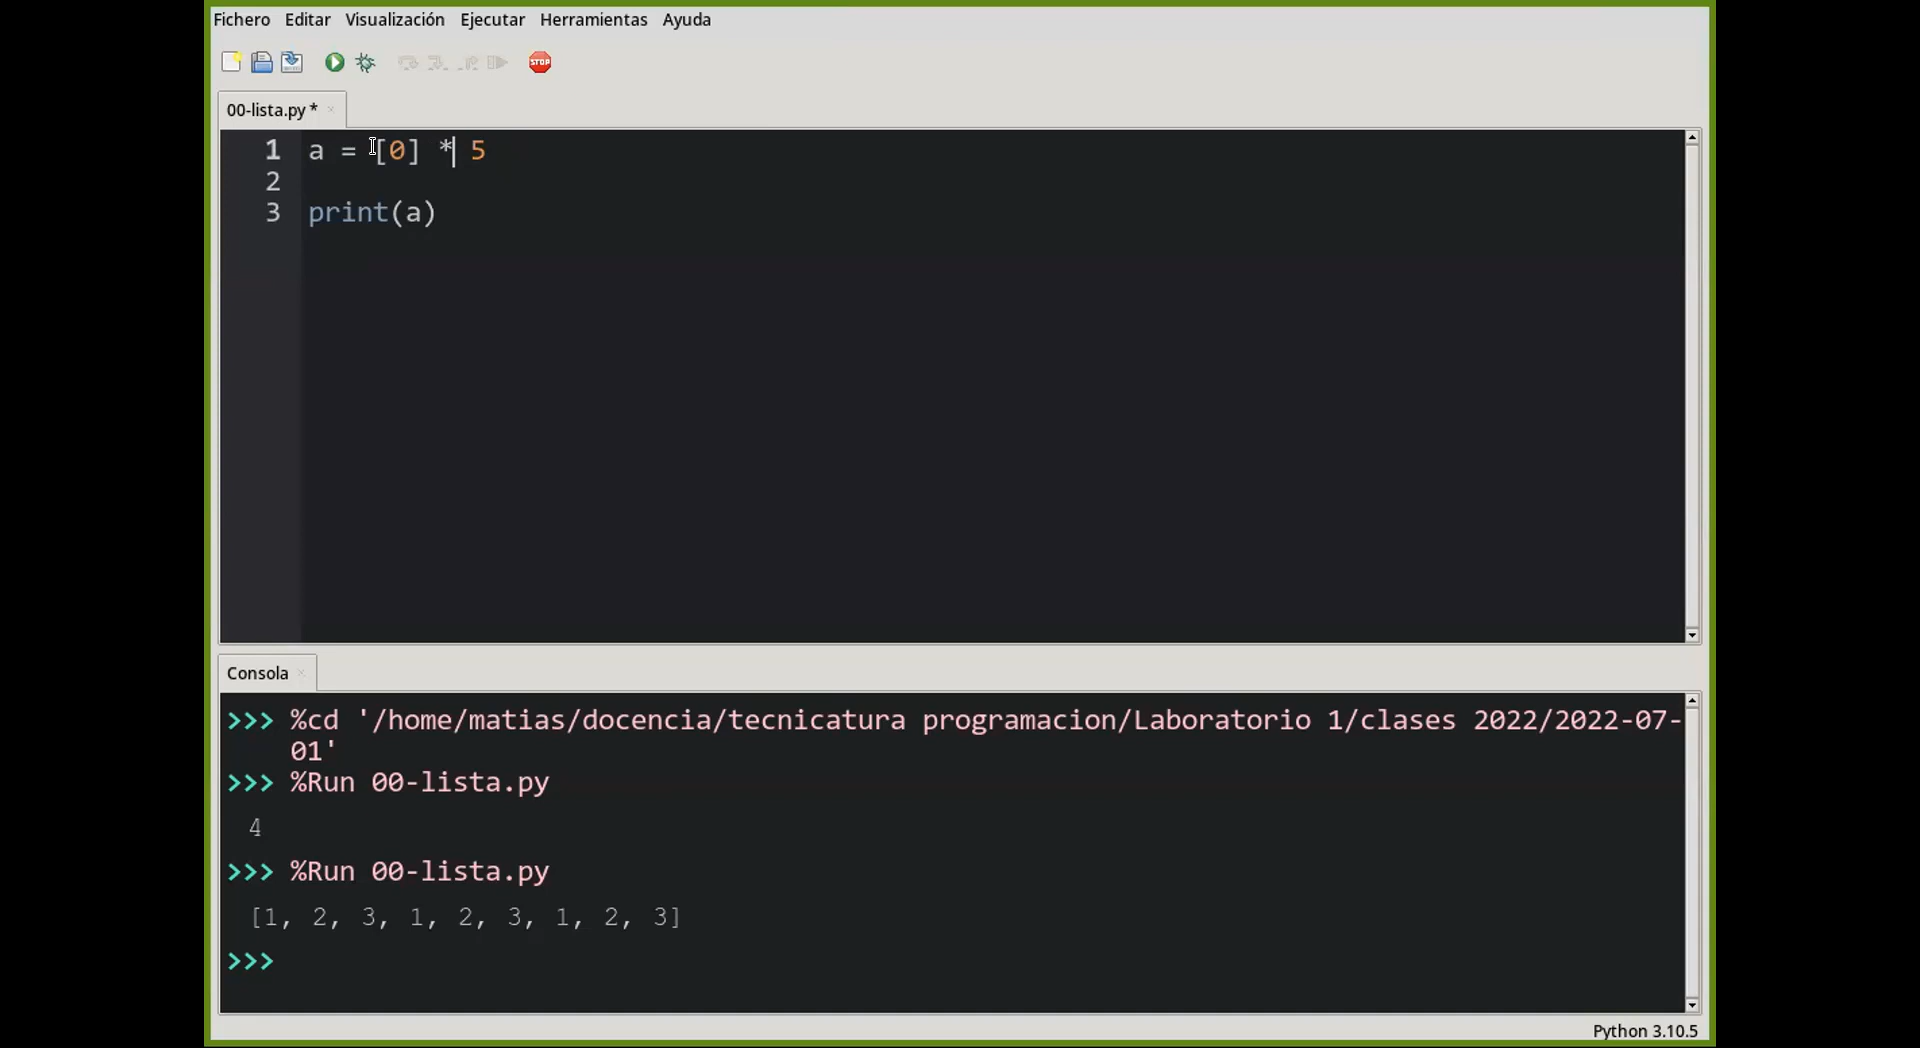 Fichero Editar Visualización Ejecutar Herramientas Ayuda
STOP
00-lista.py *
1 a = [0] * 5
2
3 print(a)
Consola
>>> %cd '/home/matias/docencia/tecnicatura programacion/Laboratorio 1/clases 2022/2022-07-
01'
>>> %Run 00-lista.py
4
>>> %Run 00-lista.py
[1, 2, 3, 1, 2, 3, 1, 2, 3]
>>>
Python 3.10.5